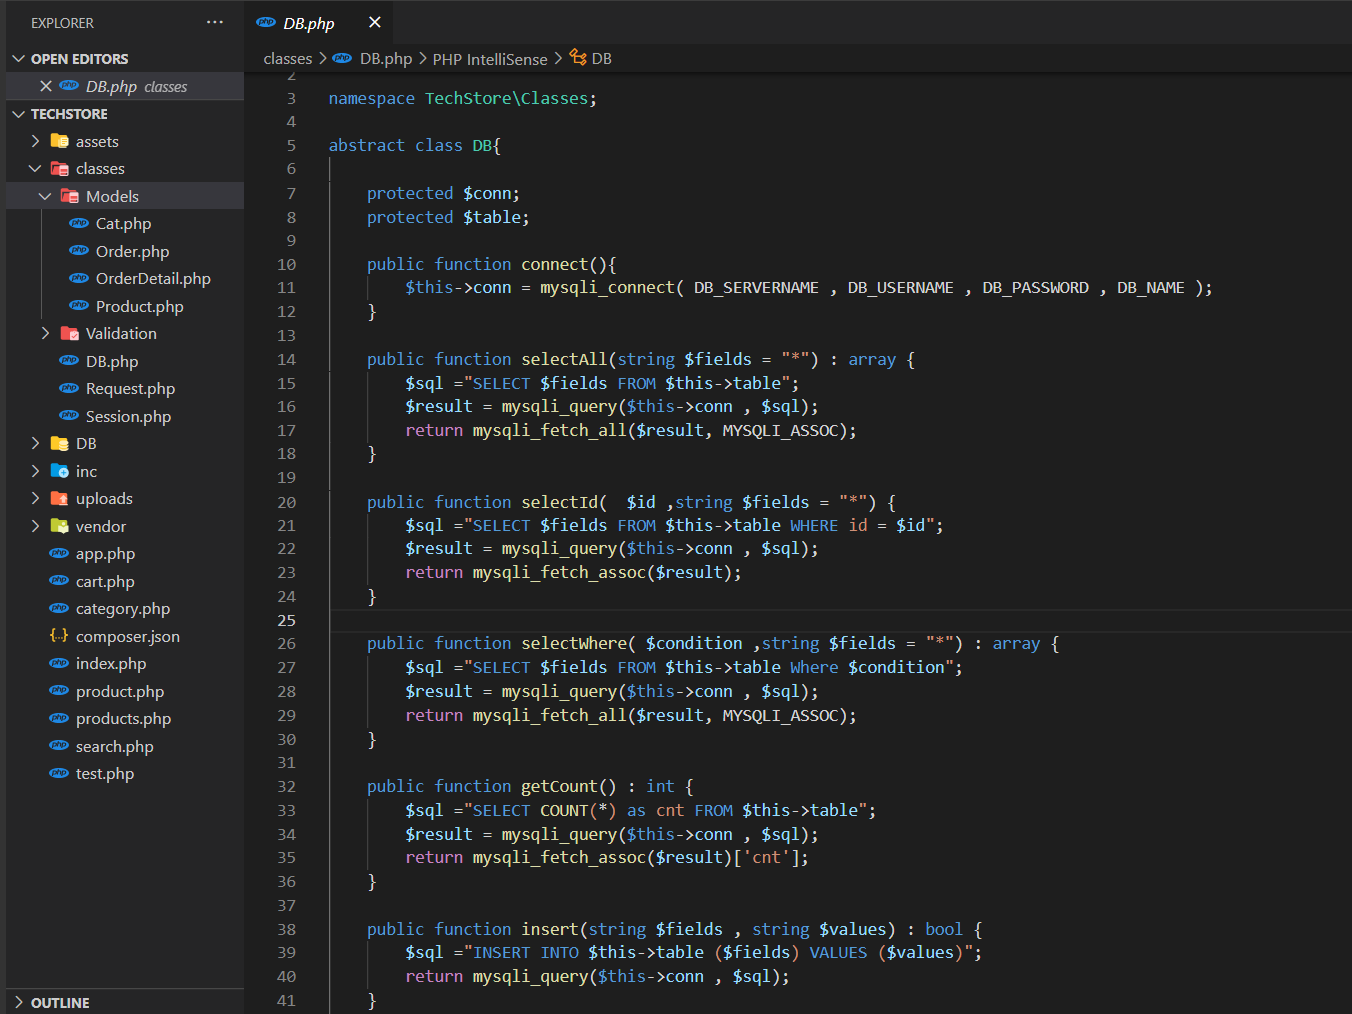 EXPLORER
OPEN EDITORS
DB.php classes
TECHSTORE
assets
classes
Models
Cat.php
Order.php
OrderDetail.php
Product.php
Validation
DB.php
Request.php
Session.php
DB
inc
uploads
vendor
app.php
cart.php
category.php
composer.json
index.php
product.php
products.php
search.php
test.php
OUTLINE
DB.php
classes > DB.php > PHP IntelliSense > DB
2
3 namespace TechStore\Classes;
4
5 abstract class DB{
6
7 protected $conn;
8 protected $table;
9
10 public function connect(){
11 $this->conn = mysqli_connect( DB_SERVERNAME , DB_USERNAME , DB_PASSWORD , DB_NAME );
12 }
13
14 public function selectAll(string $fields = "*") : array {
15 $sql ="SELECT $fields FROM $this->table";
16 $result = mysqli_query($this->conn , $sql);
17 return mysqli_fetch_all($result, MYSQLI_ASSOC);
18 }
19
20 public function selectId(  $id ,string $fields = "*") {
21 $sql ="SELECT $fields FROM $this->table WHERE id = $id";
22 $result = mysqli_query($this->conn , $sql);
23 return mysqli_fetch_assoc($result);
24 }
25
26 public function selectWhere( $condition ,string $fields = "*") : array {
27 $sql ="SELECT $fields FROM $this->table Where $condition";
28 $result = mysqli_query($this->conn , $sql);
29 return mysqli_fetch_all($result, MYSQLI_ASSOC);
30 }
31
32 public function getCount() : int {
33 $sql ="SELECT COUNT(*) as cnt FROM $this->table";
34 $result = mysqli_query($this->conn , $sql);
35 return mysqli_fetch_assoc($result)['cnt'];
36 }
37
38 public function insert(string $fields , string $values) : bool {
39 $sql ="INSERT INTO $this->table ($fields) VALUES ($values)";
40 return mysqli_query($this->conn , $sql);
41 }